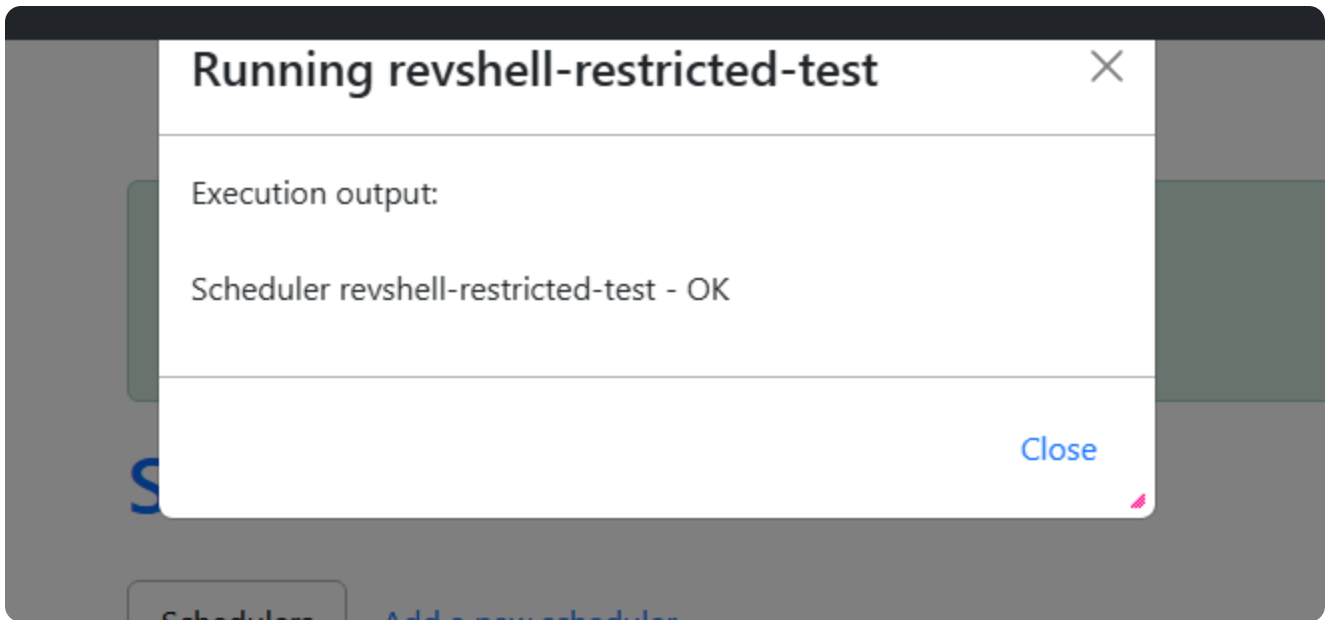 Running revshell-restricted-test
Execution output:
Scheduler revshell-restricted-test - OK
Close
S
Schedulers
Add a new scheduler